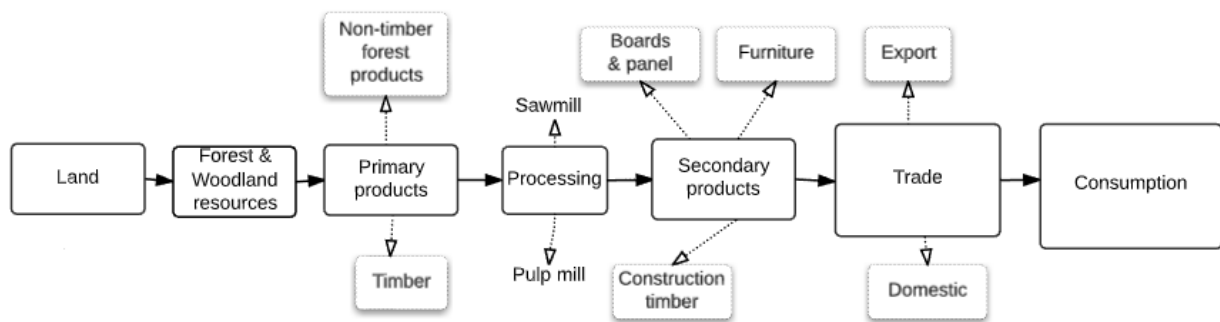 Non-timber
forest
products
Boards
& panel
Furniture
Export
Sawmill
Land
Forest &
Woodland
resources
Primary
products
Processing
Secondary
products
Trade
Consumption
Timber
Pulp mill
Construction
timber
Domestic